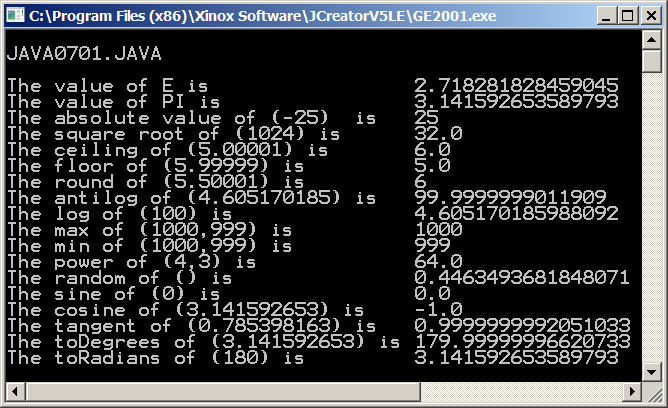 C:\Program Files (x86)\Xinox Software\JCreatorV5LE\GE2001.exe
JAVA0701.JAVA
The value of E is 2.718281828459045
The value of PI is 3.141592653589793
The absolute value of (-25) is 25
The square root of (1024) is 32.0
The ceiling of (5.00001) is 6.0
The floor of (5.99999) is 5.0
The round of (5.50001) is 6
The antilog of (4.605170185) is 99.9999999011909
The log of (100) is 4.605170185988092
The max of (1000,999) is 1000
The min of (1000,999) is 999
The power of (4,3) is 64.0
The random of () is 0.4463493681848071
The sine of (0) is 0.0
The cosine of (3.141592653) is -1.0
The tangent of (0.785398163) is 0.9999999992051033
The toDegrees of (3.141592653) is 179.99999996620733
The toRadians of (180) is 3.141592653589793